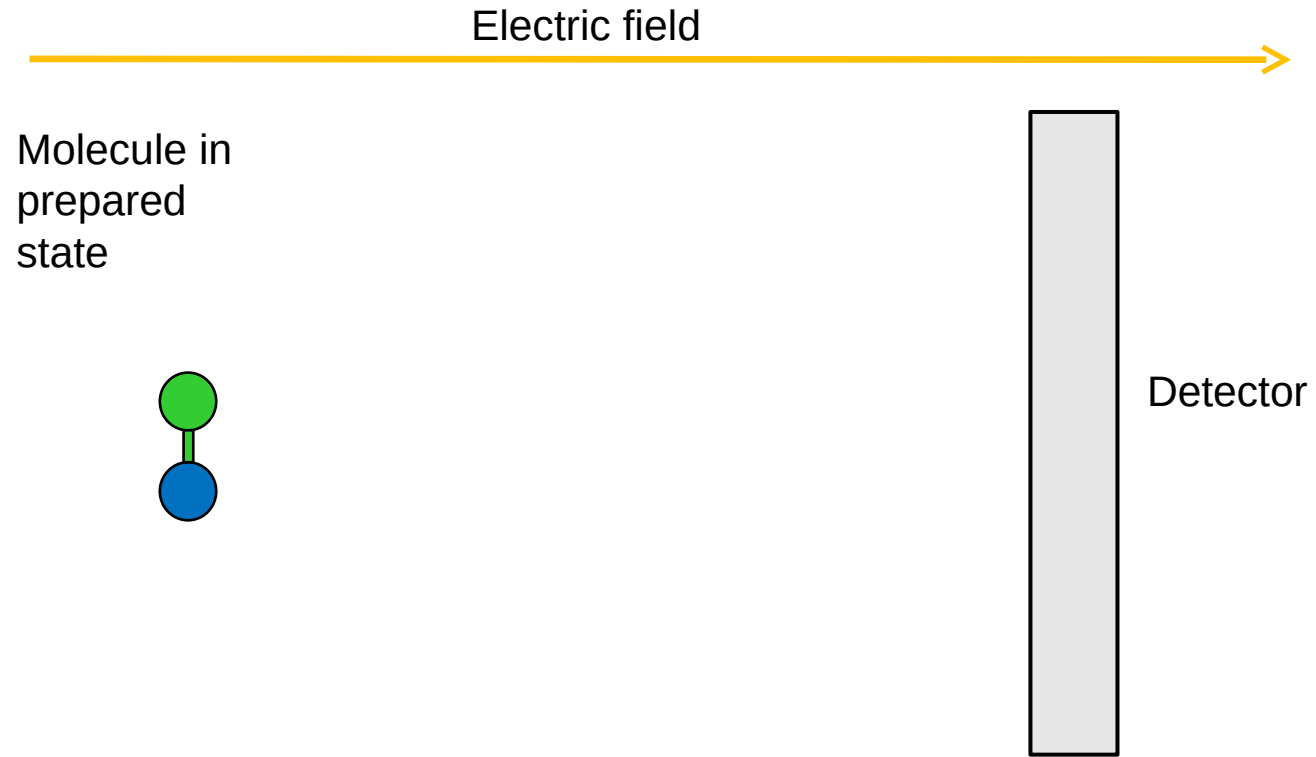 Electric field
Molecule in
prepared
state
Detector